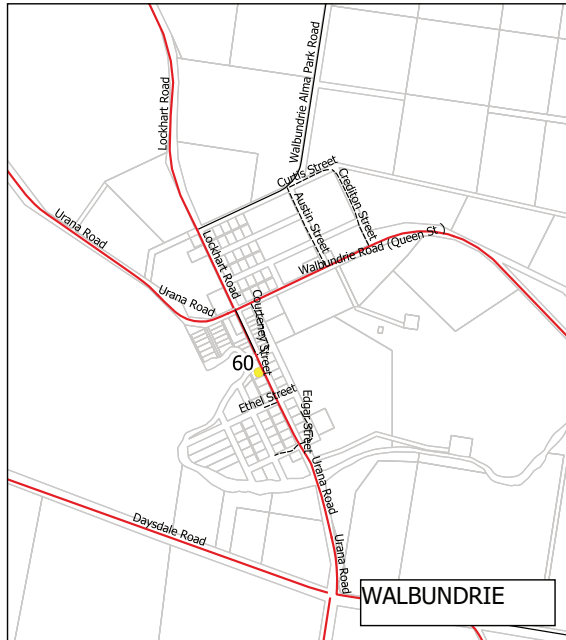 Lockhart Road
Walbundrie Alma Park Road
Curtis Street
Crediton Street
Austin Street
Urana Road
Lockhart Road
Walbundrie Road (Queen St )
Urana Road
Courteney Street
60
Ethel Street
Edgar Street
Urana Road
Daysdale Road
Urana Road
WALBUNDRIE